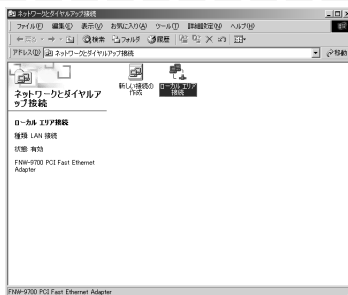 ネットワークとダイヤルアップ接続
ファイル(F) 編集(E) 表示(V) お気に入り(A) ツール(T) 詳細設定(N) ヘルプ(H)
検索 フォルダ 履歴
アドレス(D) ネットワークとダイヤルアップ接続 移動
新しい接続の作成
ローカル エリア接続
ネットワークとダイヤルア
ップ接続
ローカル エリア接続
種類: LAN 接続
状態: 有効
FNW-9700 PCI Fast Ethernet
Adapter
FNW-9700 PCI Fast Ethernet Adapter